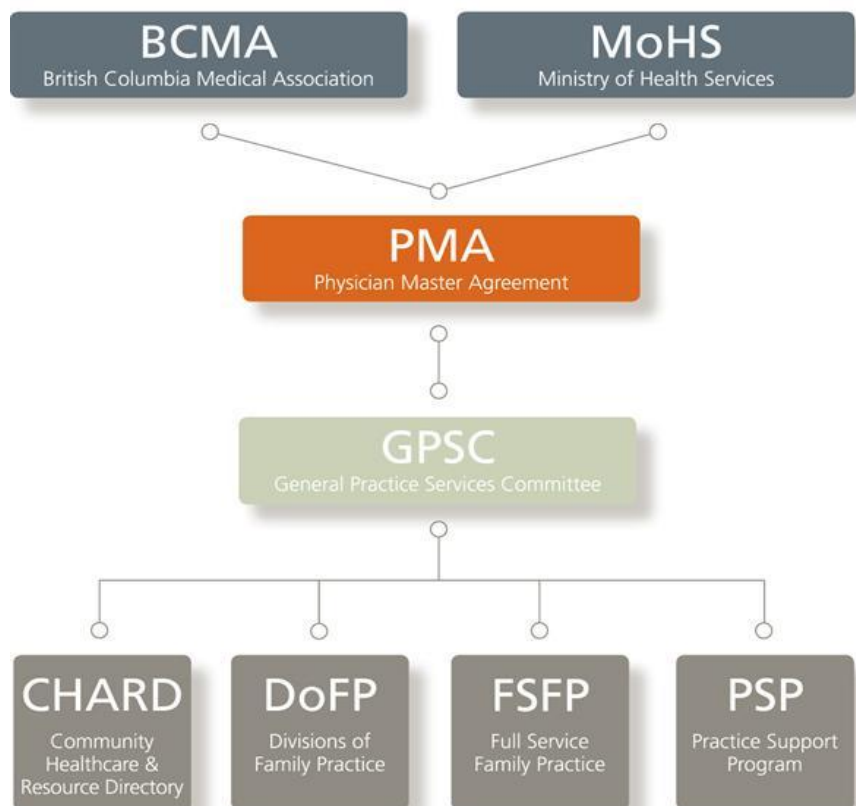 BCMA
British Columbia Medical Association
MoHS
Ministry of Health Services
PMA
Physician Master Agreement
GPSC
General Practice Services Committee
CHARD
Community
Healthcare &
Resource Directory
DoFP
Divisions of
Family Practice
FSFP
Full Service
Family Practice
PSP
Practice Support
Program